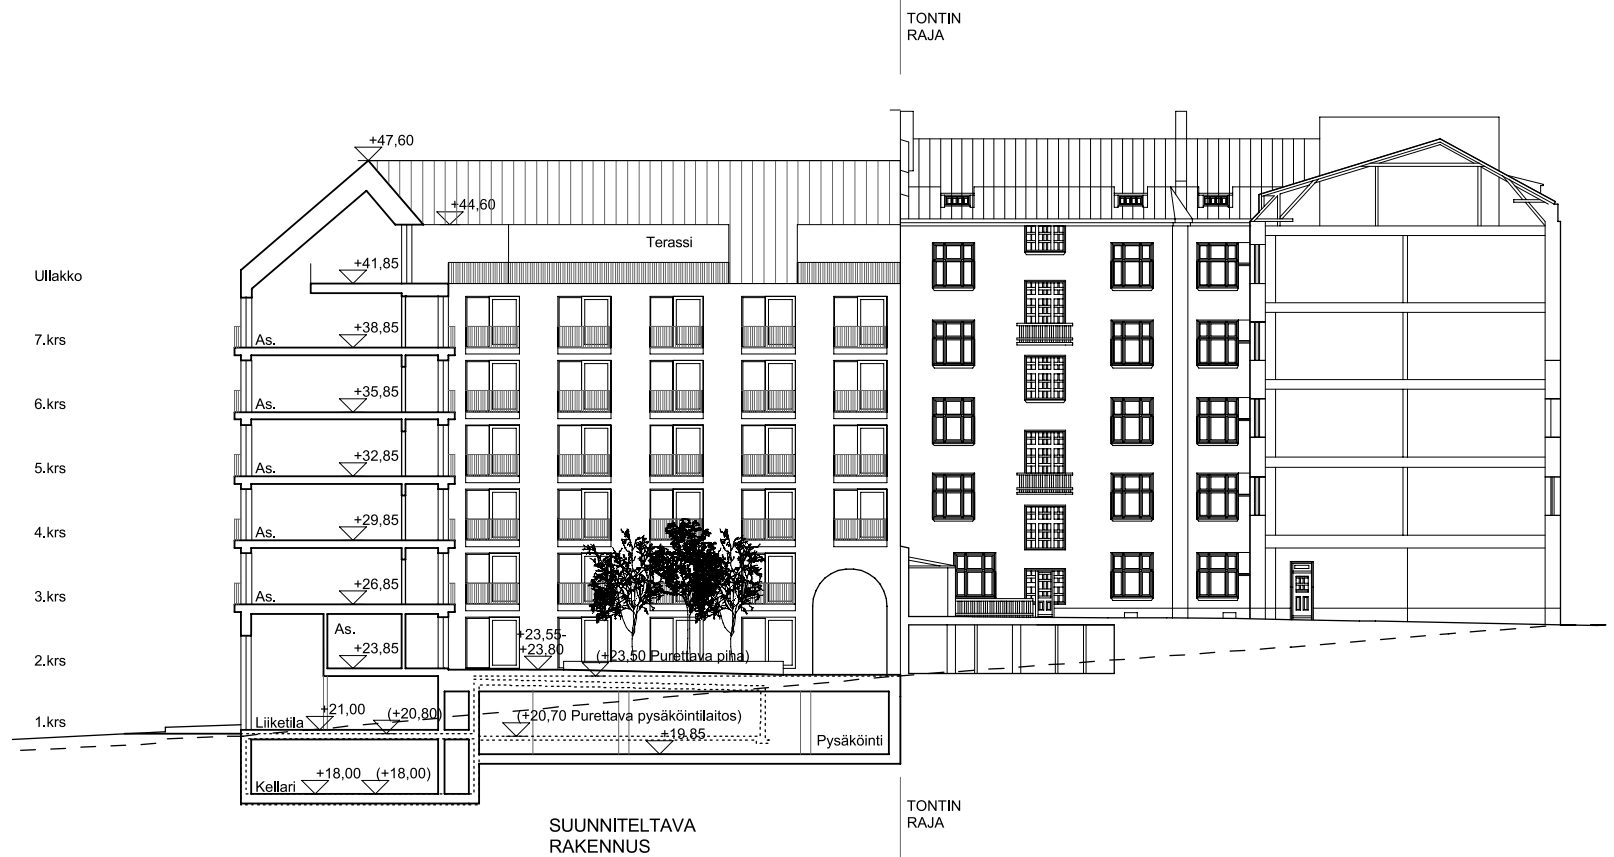 TONTIN
RAJA
+47,60
+44,60
Terassi
Ullakko
+41,85
7.krs
As.
+38,85
6.krs
As.
+35,85
5.krs
As.
+32,85
4.krs
As.
+29,85
3.krs
As.
+26,85
As.
+23,85
+23,55-
+23,80
(+23,50 Purettava piha)
2.krs
1.krs
Liiketila
+21,00
(+20,80)
(+20,70 Purettava pysäköintilaitos)
+19,85
Pysäköinti
Kellari
+18,00
(+18,00)
TONTIN
RAJA
SUUNNITELTAVA
RAKENNUS